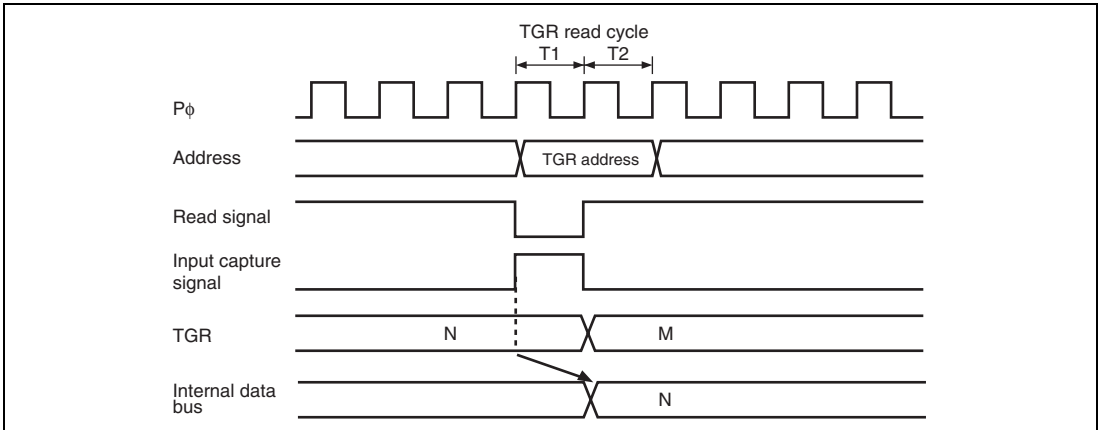 TGR read cycle
T1 T2
Pϕ
Address
TGR address
Read signal
Input capture
signal
TGR
N
M
Internal data
bus
N